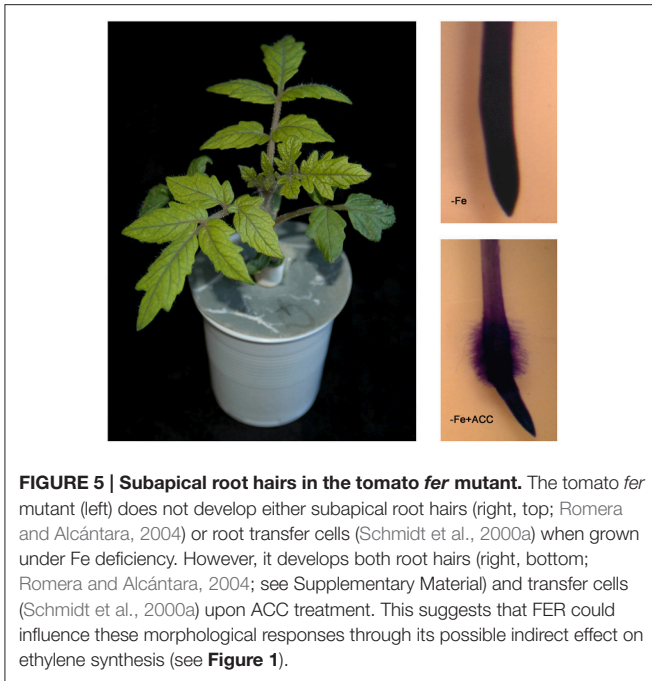 -Fe
-Fe+ACC
FIGURE 5 | Subapical root hairs in the tomato fer mutant. The tomato fer
mutant (left) does not develop either subapical root hairs (right, top; Romera
and Alcántara, 2004) or root transfer cells (Schmidt et al., 2000a) when grown
under Fe deficiency. However, it develops both root hairs (right, bottom;
Romera and Alcántara, 2004; see Supplementary Material) and transfer cells
(Schmidt et al., 2000a) upon ACC treatment. This suggests that FER could
influence these morphological responses through its possible indirect effect on
ethylene synthesis (see Figure 1).